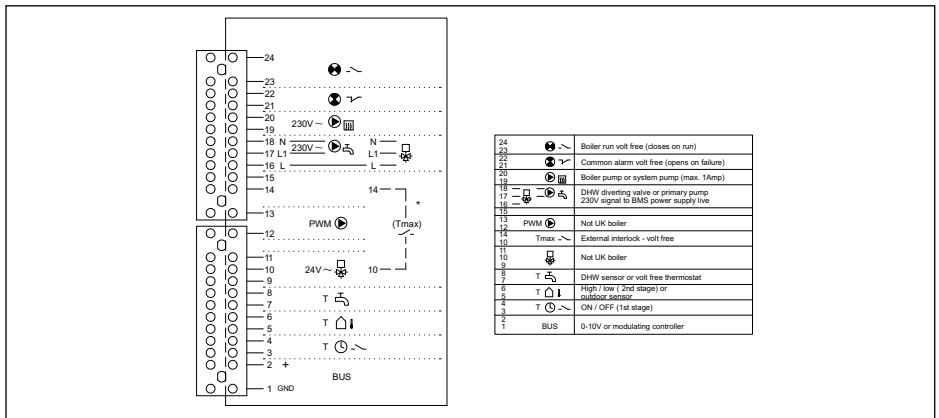 24
23
22
21
20
19
230V ~
18 N N
230V ~
17 L1 L1
16 L L
15
14 14
*
13
PWM (Tmax)
12
11
10 24V ~ 10
9
8
T
7
6
T
5
4
T
3
2 +
BUS
1 GND
24
23 Boiler run volt free (closes on run)
22
21 Common alarm volt free (opens on failure)
20
19 Boiler pump or system pump (max. 1Amp)
18 DHW diverting valve or primary pump
17
16 230V signal to BMS power supply live
15
13
12 PWM Not UK boiler
14
10 Tmax External interlock - volt free
11
10 Not UK boiler
9
8
7 T DHW sensor or volt free thermostat
6 High / low ( 2nd stage) or
5 T outdoor sensor
4
3 T ON / OFF (1st stage)
2
1 BUS 0-10V or modulating controller